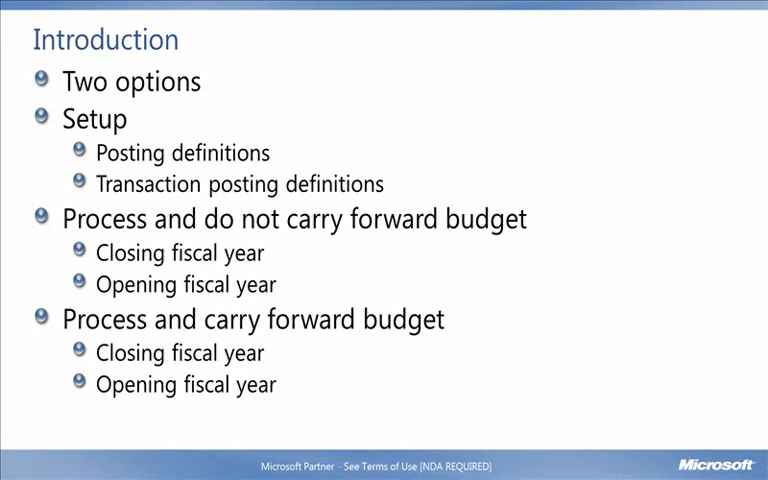 Introduction
Two options
Setup
Posting definitions
Transaction posting definitions
Process and do not carry forward budget
Closing fiscal year
Opening fiscal year
Process and carry forward budget
Closing fiscal year
Opening fiscal year
Microsoft Partner - See Terms of Use [NDA REQUIRED]
Microsoft